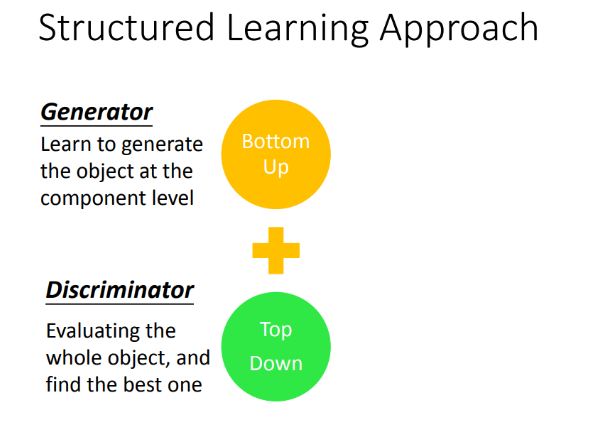 Structured Learning Approach
Generator
Learn to generate
the object at the
component level
Bottom
Up
Discriminator
Evaluating the
whole object, and
find the best one
Top
Down